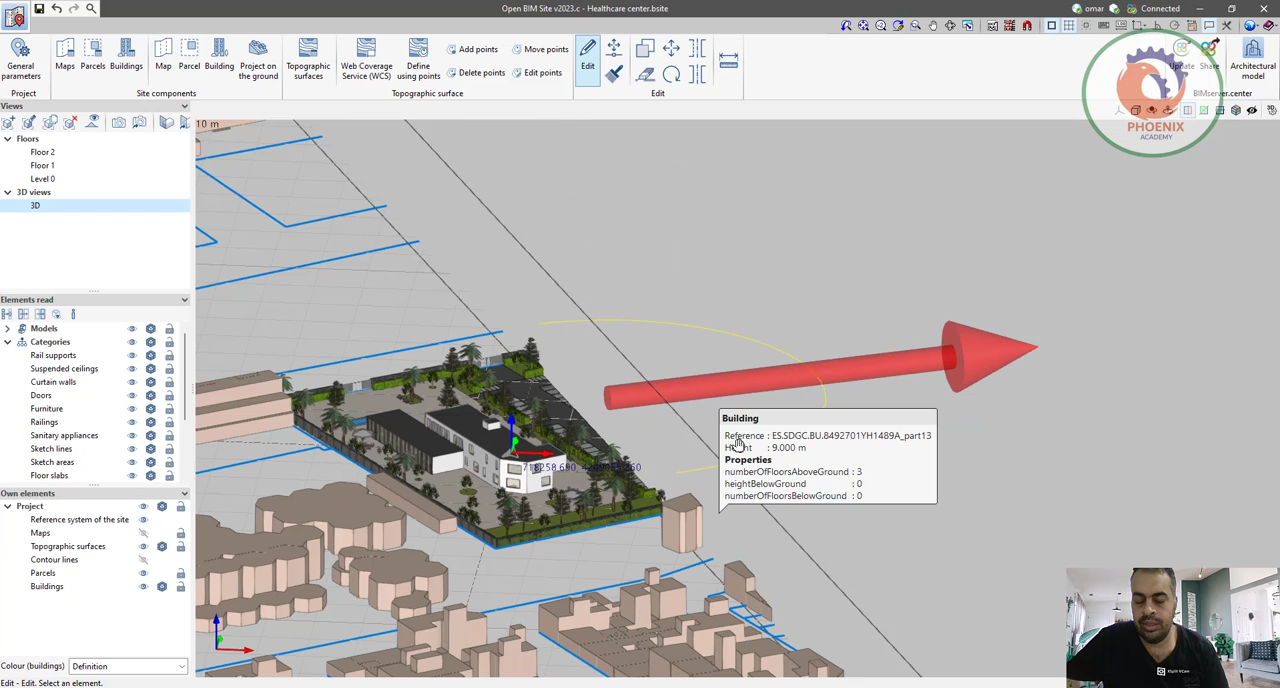 Open BIM Site v2023.c - Healthcare center.bsite
omar
Connected
General parameters
Maps
Parcels
Buildings
Map
Parcel
Building
Project on the ground
Topographic surfaces
Web Coverage Service (WCS)
Define using points
Add points
Move points
Delete points
Edit points
Edit
Update
Share
Architectural model
Project
Site components
Topographic surface
Edit
BIMserver.center
PHOENIX
ACADEMY
Views
Floors
Floor 2
Floor 1
Level 0
3D views
3D
10 m
Elements read
Models
Categories
Rail supports
Suspended ceilings
Curtain walls
Doors
Furniture
Railings
Sanitary appliances
Sketch lines
Sketch areas
Floor slabs
Own elements
Project
Reference system of the site
Maps
Topographic surfaces
Contour lines
Parcels
Buildings
Colour (buildings)
Definition
Edit - Edit. Select an element.
Building
Reference : ES.SDGC.BU.8492701YH1489A_part13
Height : 9.000 m
Properties
numberOfFloorsAboveGround : 3
heightBelowGround : 0
numberOfFloorsBelowGround : 0
XSplit VCam